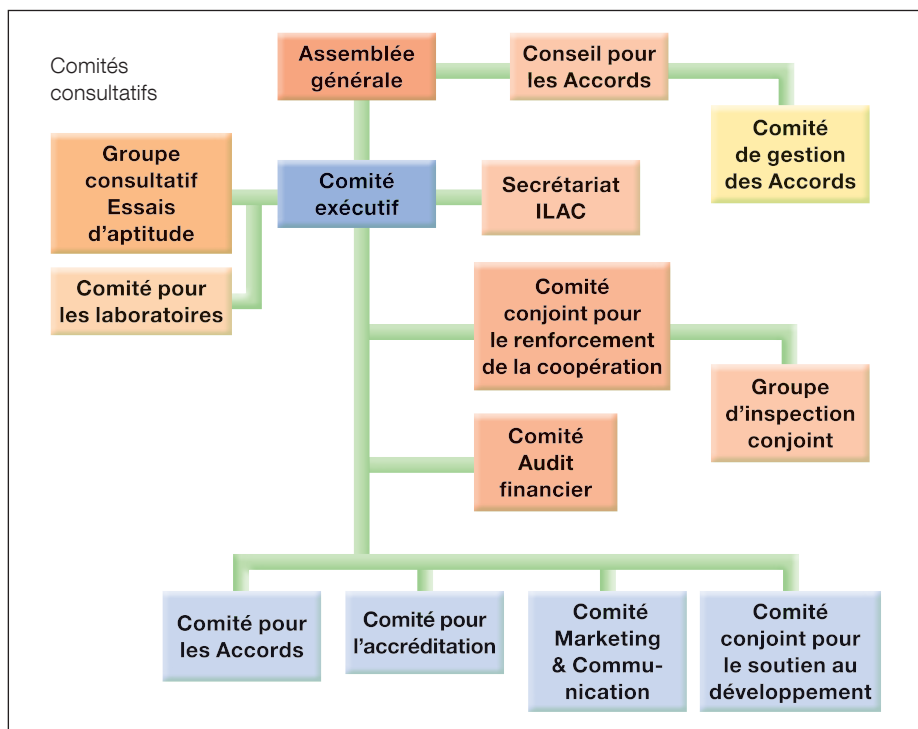 Comités
consultatifs
Assemblée
générale
Conseil pour
les Accords
Comité
de gestion
des Accords
Groupe
consultatif
Essais
d'aptitude
Comité
exécutif
Secrétariat
ILAC
Comité pour
les laboratoires
Comité
conjoint pour
le renforcement
de la coopération
Groupe
d'inspection
conjoint
Comité
Audit
financier
Comité pour
les Accords
Comité pour
l'accréditation
Comité
Marketing
& Commu-
nication
Comité
conjoint pour
le soutien au
développement